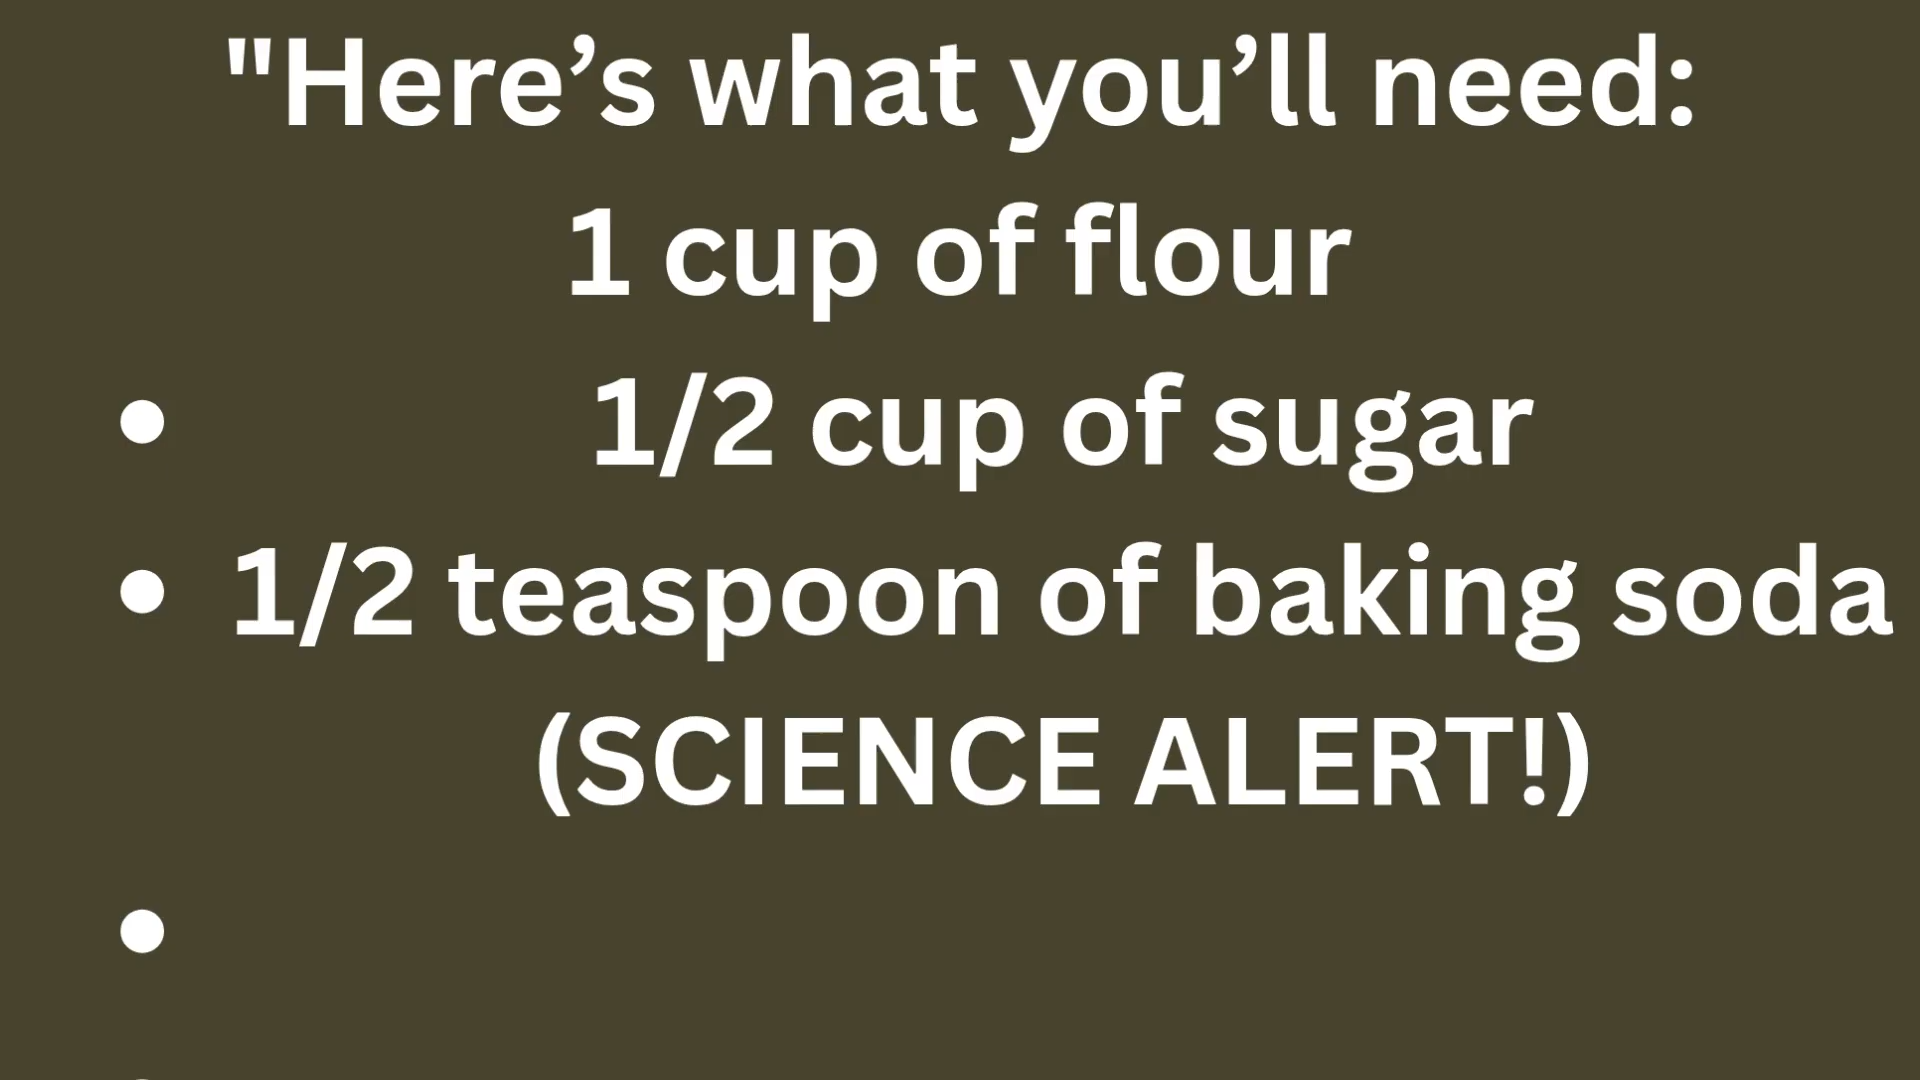 "Here’s what you’ll need:
1 cup of flour
• 1/2 cup of sugar
• 1/2 teaspoon of baking soda
(SCIENCE ALERT!)
•